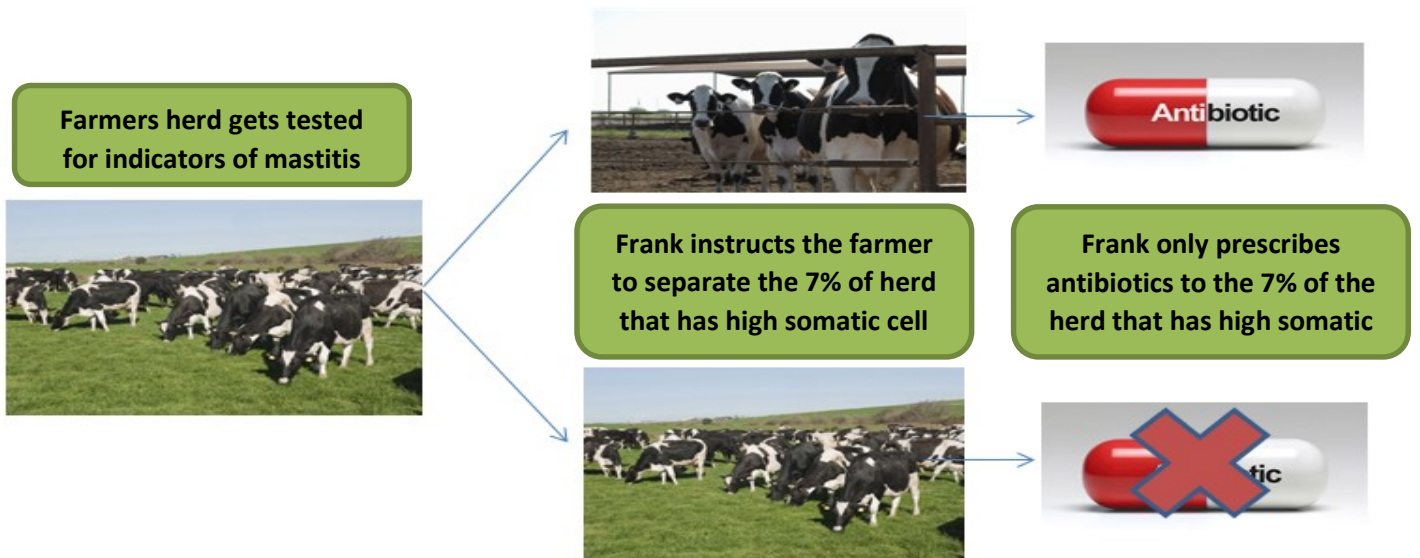 Farmers herd gets tested
for indicators of mastitis
Frank instructs the farmer
to separate the 7% of herd
that has high somatic cell
Frank only prescribes
antibiotics to the 7% of the
herd that has high somatic
Antibiotic
tic